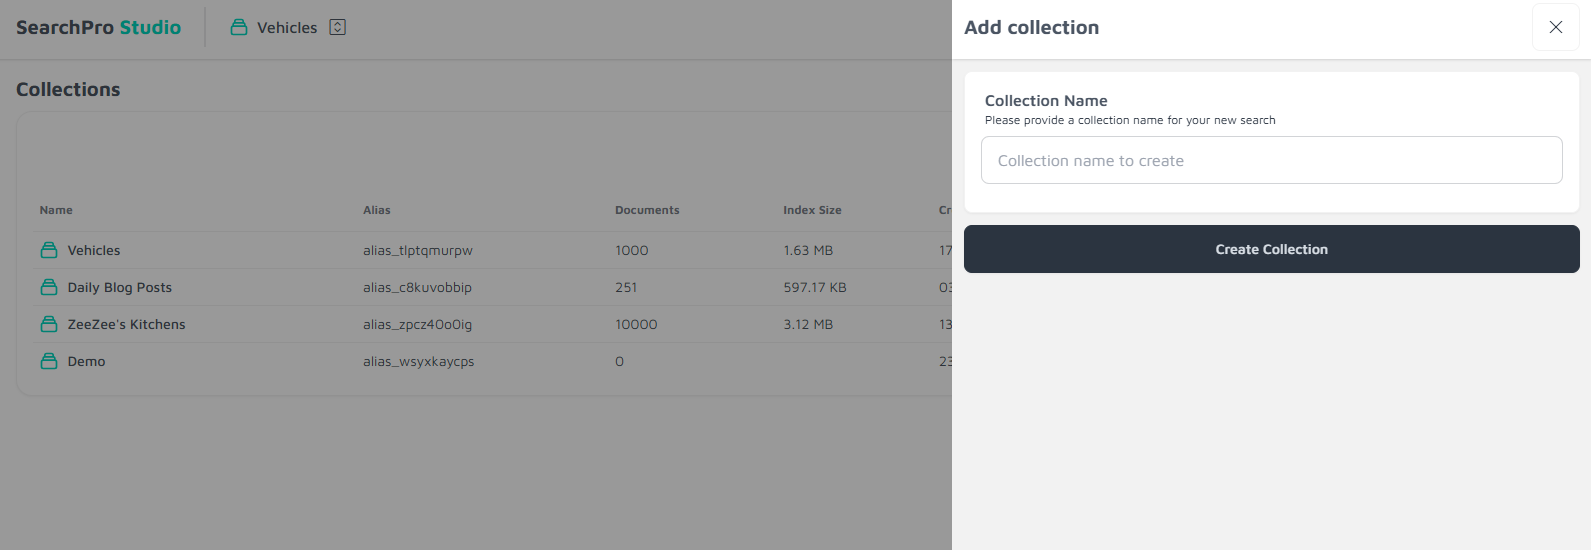 SearchPro Studio
Vehicles
Collections
Name Alias Documents Index Size Cr
Vehicles alias_tlptqmurpw 1000 1.63 MB 17
Daily Blog Posts alias_c8kuvobbip 251 597.17 KB 03
ZeeZee's Kitchens alias_zpcz40o0ig 10000 3.12 MB 13
Demo alias_wsyxkaycps 0 23
Add collection
Collection Name
Please provide a collection name for your new search
Collection name to create
Create Collection